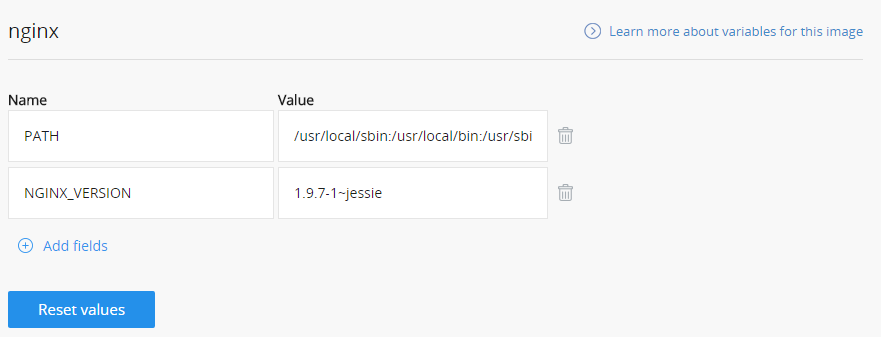 nginx
Learn more about variables for this image
Name Value
PATH /usr/local/sbin:/usr/local/bin:/usr/sbi
NGINX_VERSION 1.9.7-1~jessie
Add fields
Reset values